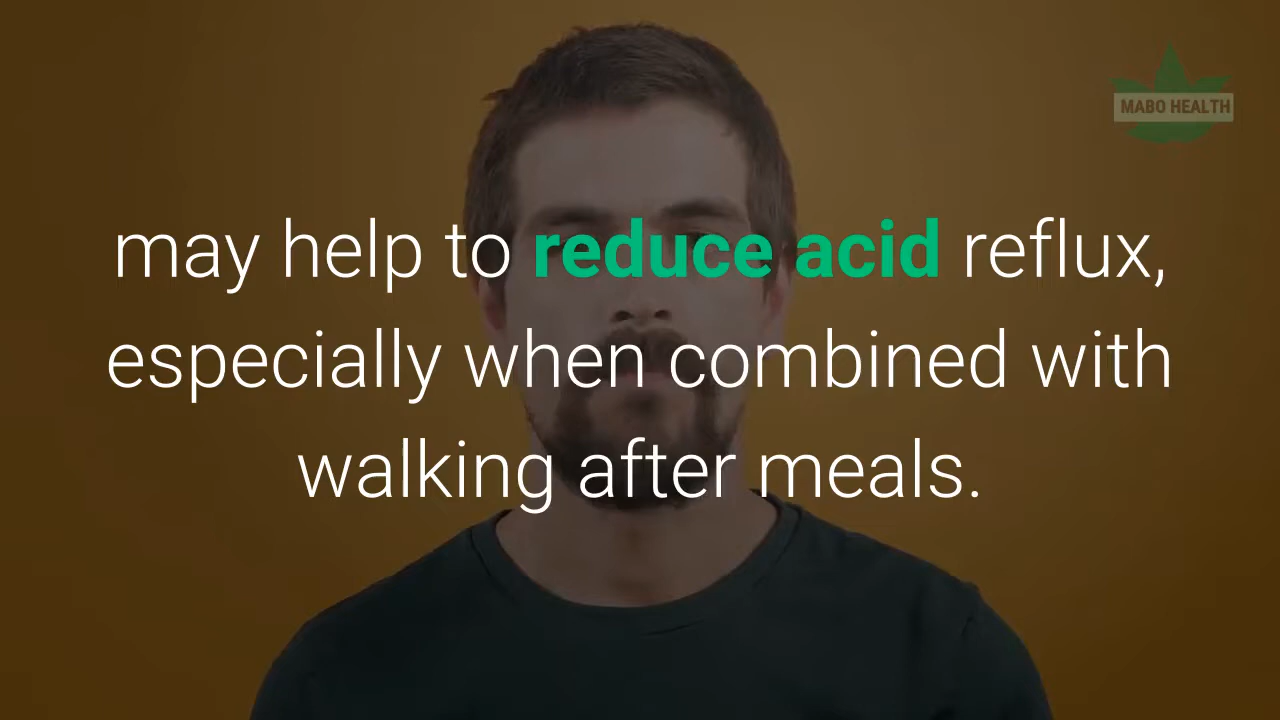 MABO HEALTH
may help to reduce acid reflux,
especially when combined with
walking after meals.